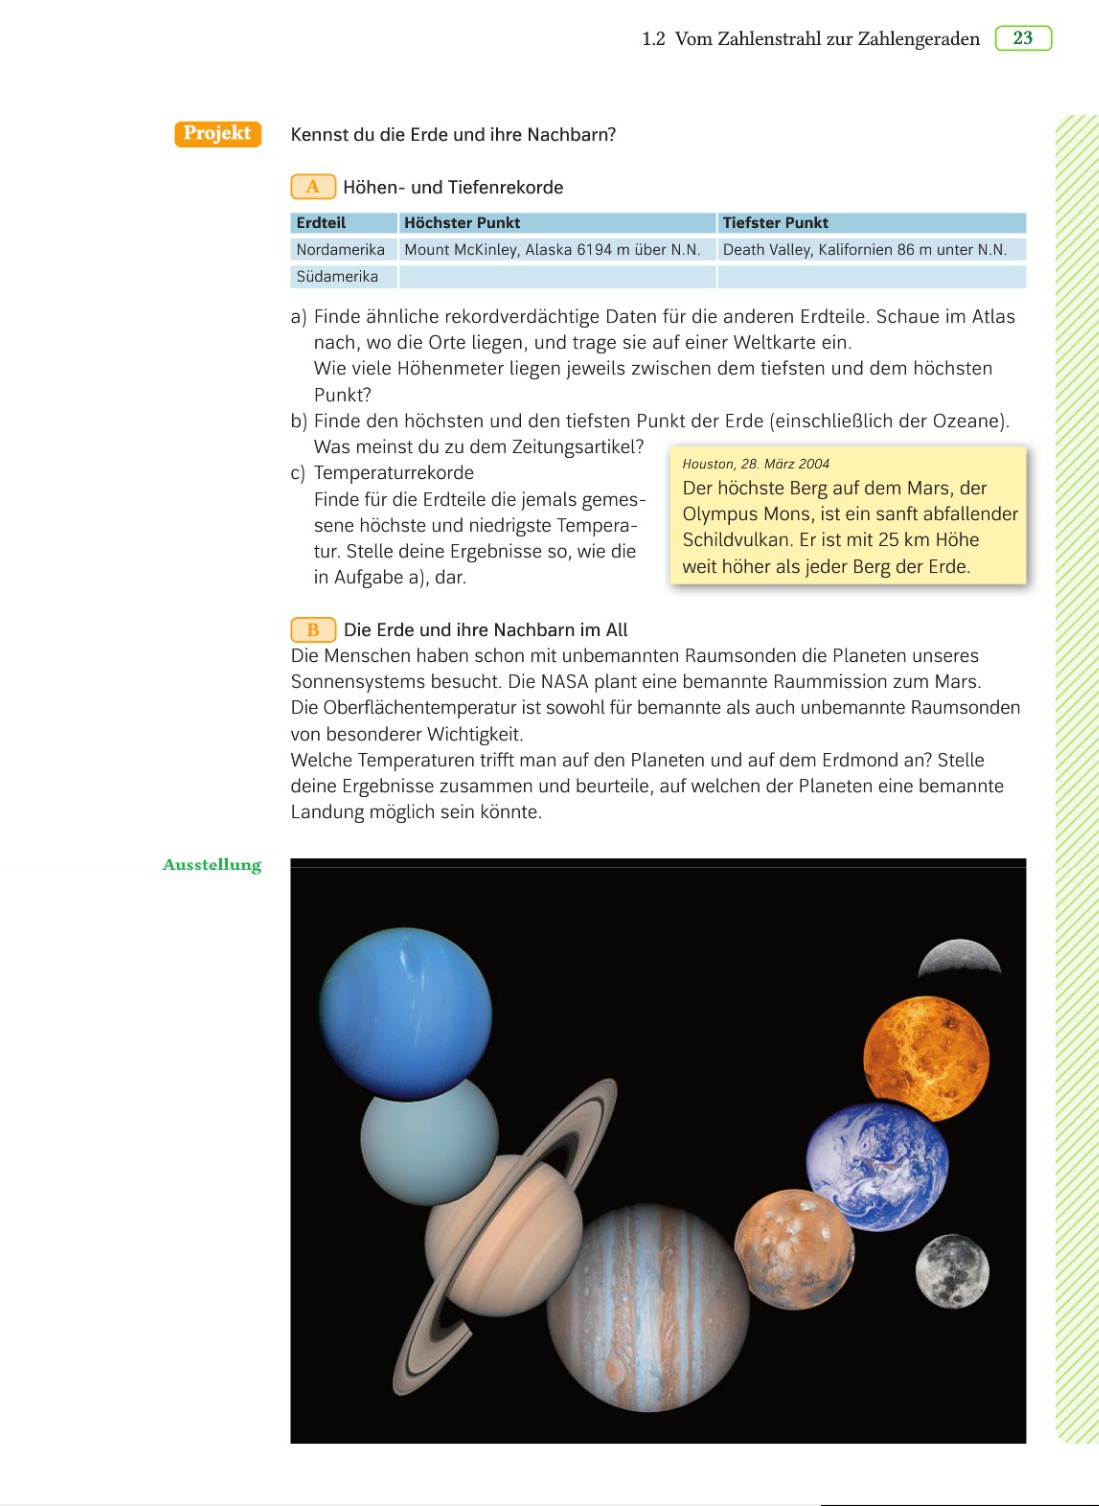 1.2 Vom Zahlenstrahl zur Zahlengeraden 23
Projekt Kennst du die Erde und ihre Nachbarn?
A Höhen- und Tiefenrekorde
Erdteil Höchster Punkt Tiefster Punkt
Nordamerika Mount McKinley, Alaska 6194 m über N.N. Death Valley, Kalifornien 86 m unter N.N.
Südamerika
a) Finde ähnliche rekordverdächtige Daten für die anderen Erdteile. Schaue im Atlas
nach, wo die Orte liegen, und trage sie auf einer Weltkarte ein.
Wie viele Höhenmeter liegen jeweils zwischen dem tiefsten und dem höchsten
Punkt?
b) Finde den höchsten und den tiefsten Punkt der Erde (einschließlich der Ozeane).
Was meinst du zu dem Zeitungsartikel?
c) Temperaturrekorde
Finde für die Erdteile die jemals gemes-
sene höchste und niedrigste Tempera-
tur. Stelle deine Ergebnisse so, wie die
in Aufgabe a), dar.
Houston, 28. März 2004
Der höchste Berg auf dem Mars, der
Olympus Mons, ist ein sanft abfallender
Schildvulkan. Er ist mit 25 km Höhe
weit höher als jeder Berg der Erde.
B Die Erde und ihre Nachbarn im All
Die Menschen haben schon mit unbemannten Raumsonden die Planeten unseres
Sonnensystems besucht. Die NASA plant eine bemannte Raummission zum Mars.
Die Oberflächentemperatur ist sowohl für bemannte als auch unbemannte Raumsonden
von besonderer Wichtigkeit.
Welche Temperaturen trifft man auf den Planeten und auf dem Erdmond an? Stelle
deine Ergebnisse zusammen und beurteile, auf welchen der Planeten eine bemannte
Landung möglich sein könnte.
Ausstellung